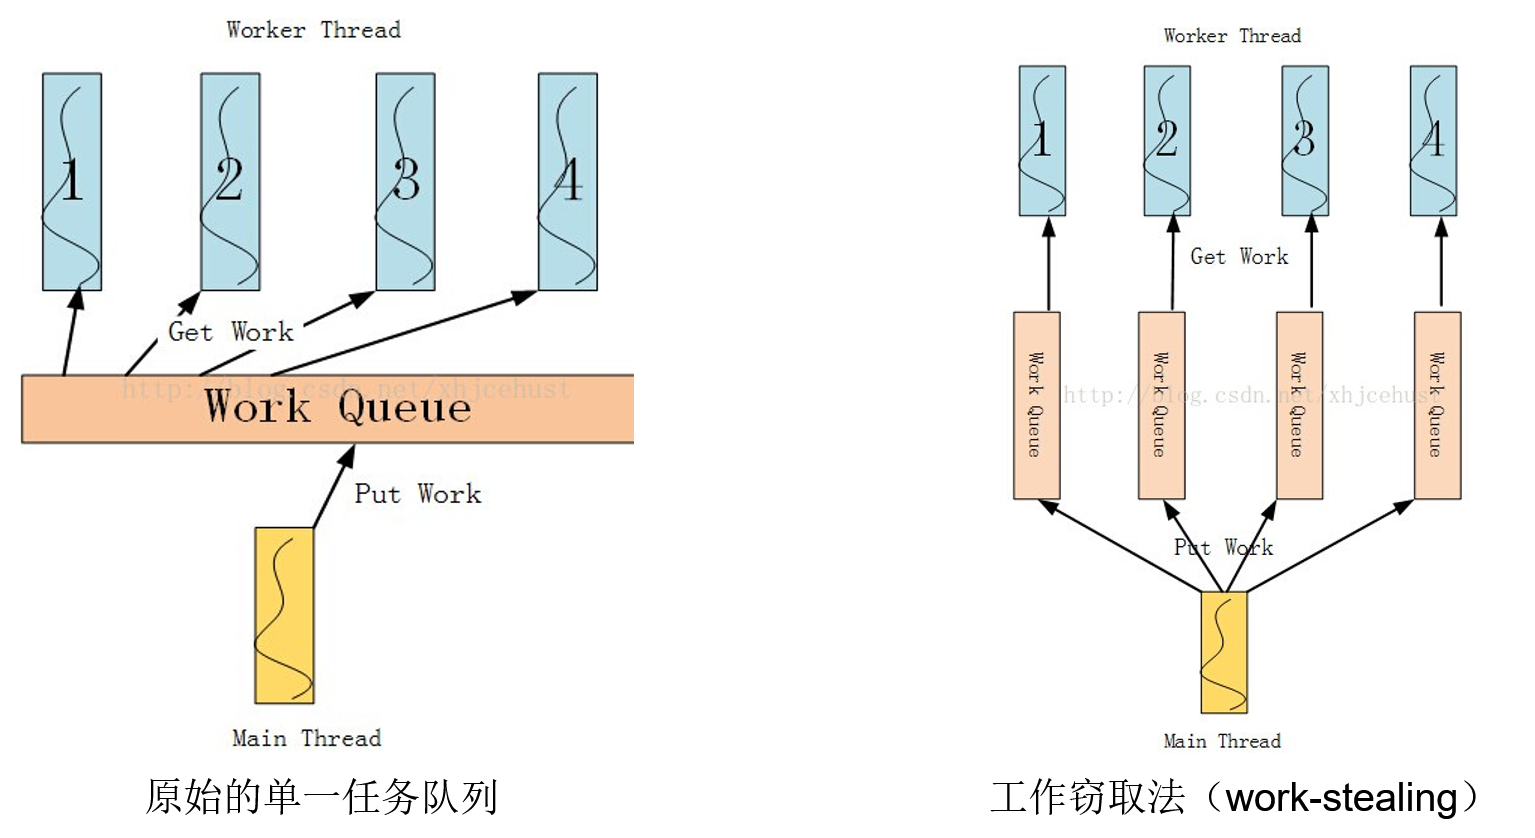 Worker Thread
1
2
3
4
Get Work
http://blog.csdn.net/xhjcehust
Work Queue
Put Work
Main Thread
原始的单一任务队列
Worker Thread
1
2
3
4
Get Work
Work Queue
Work Queue
Work Queue
Work Queue
http://blog.csdn.net/xhjcehust
Put Work
Main Thread
工作窃取法（work-stealing）